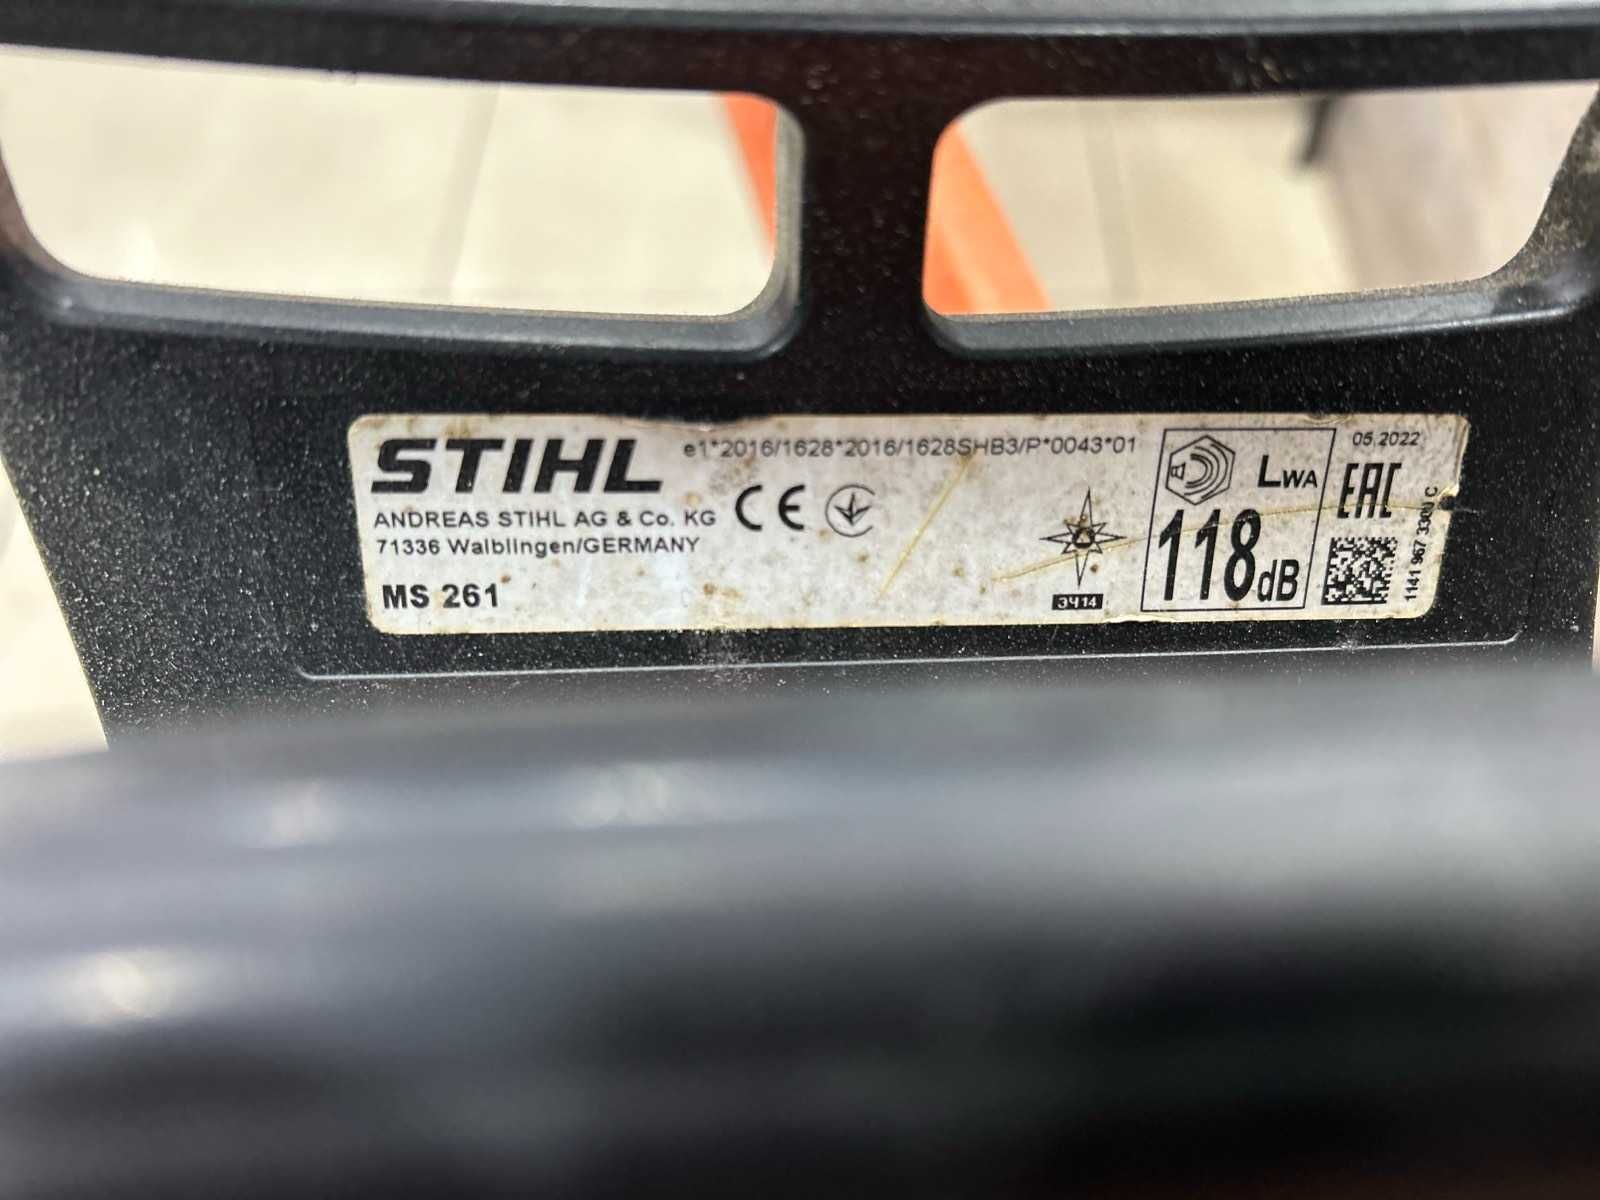 STIHL
e1*2016/1628*2016/1628SHB3/P*0043*01
ANDREAS STIHL AG & Co. KG
71336 Waiblingen/GERMANY
MS 261
CE
ЭЧ14
LWA
118dB
05.2022
EAC
1141 967 3300 C